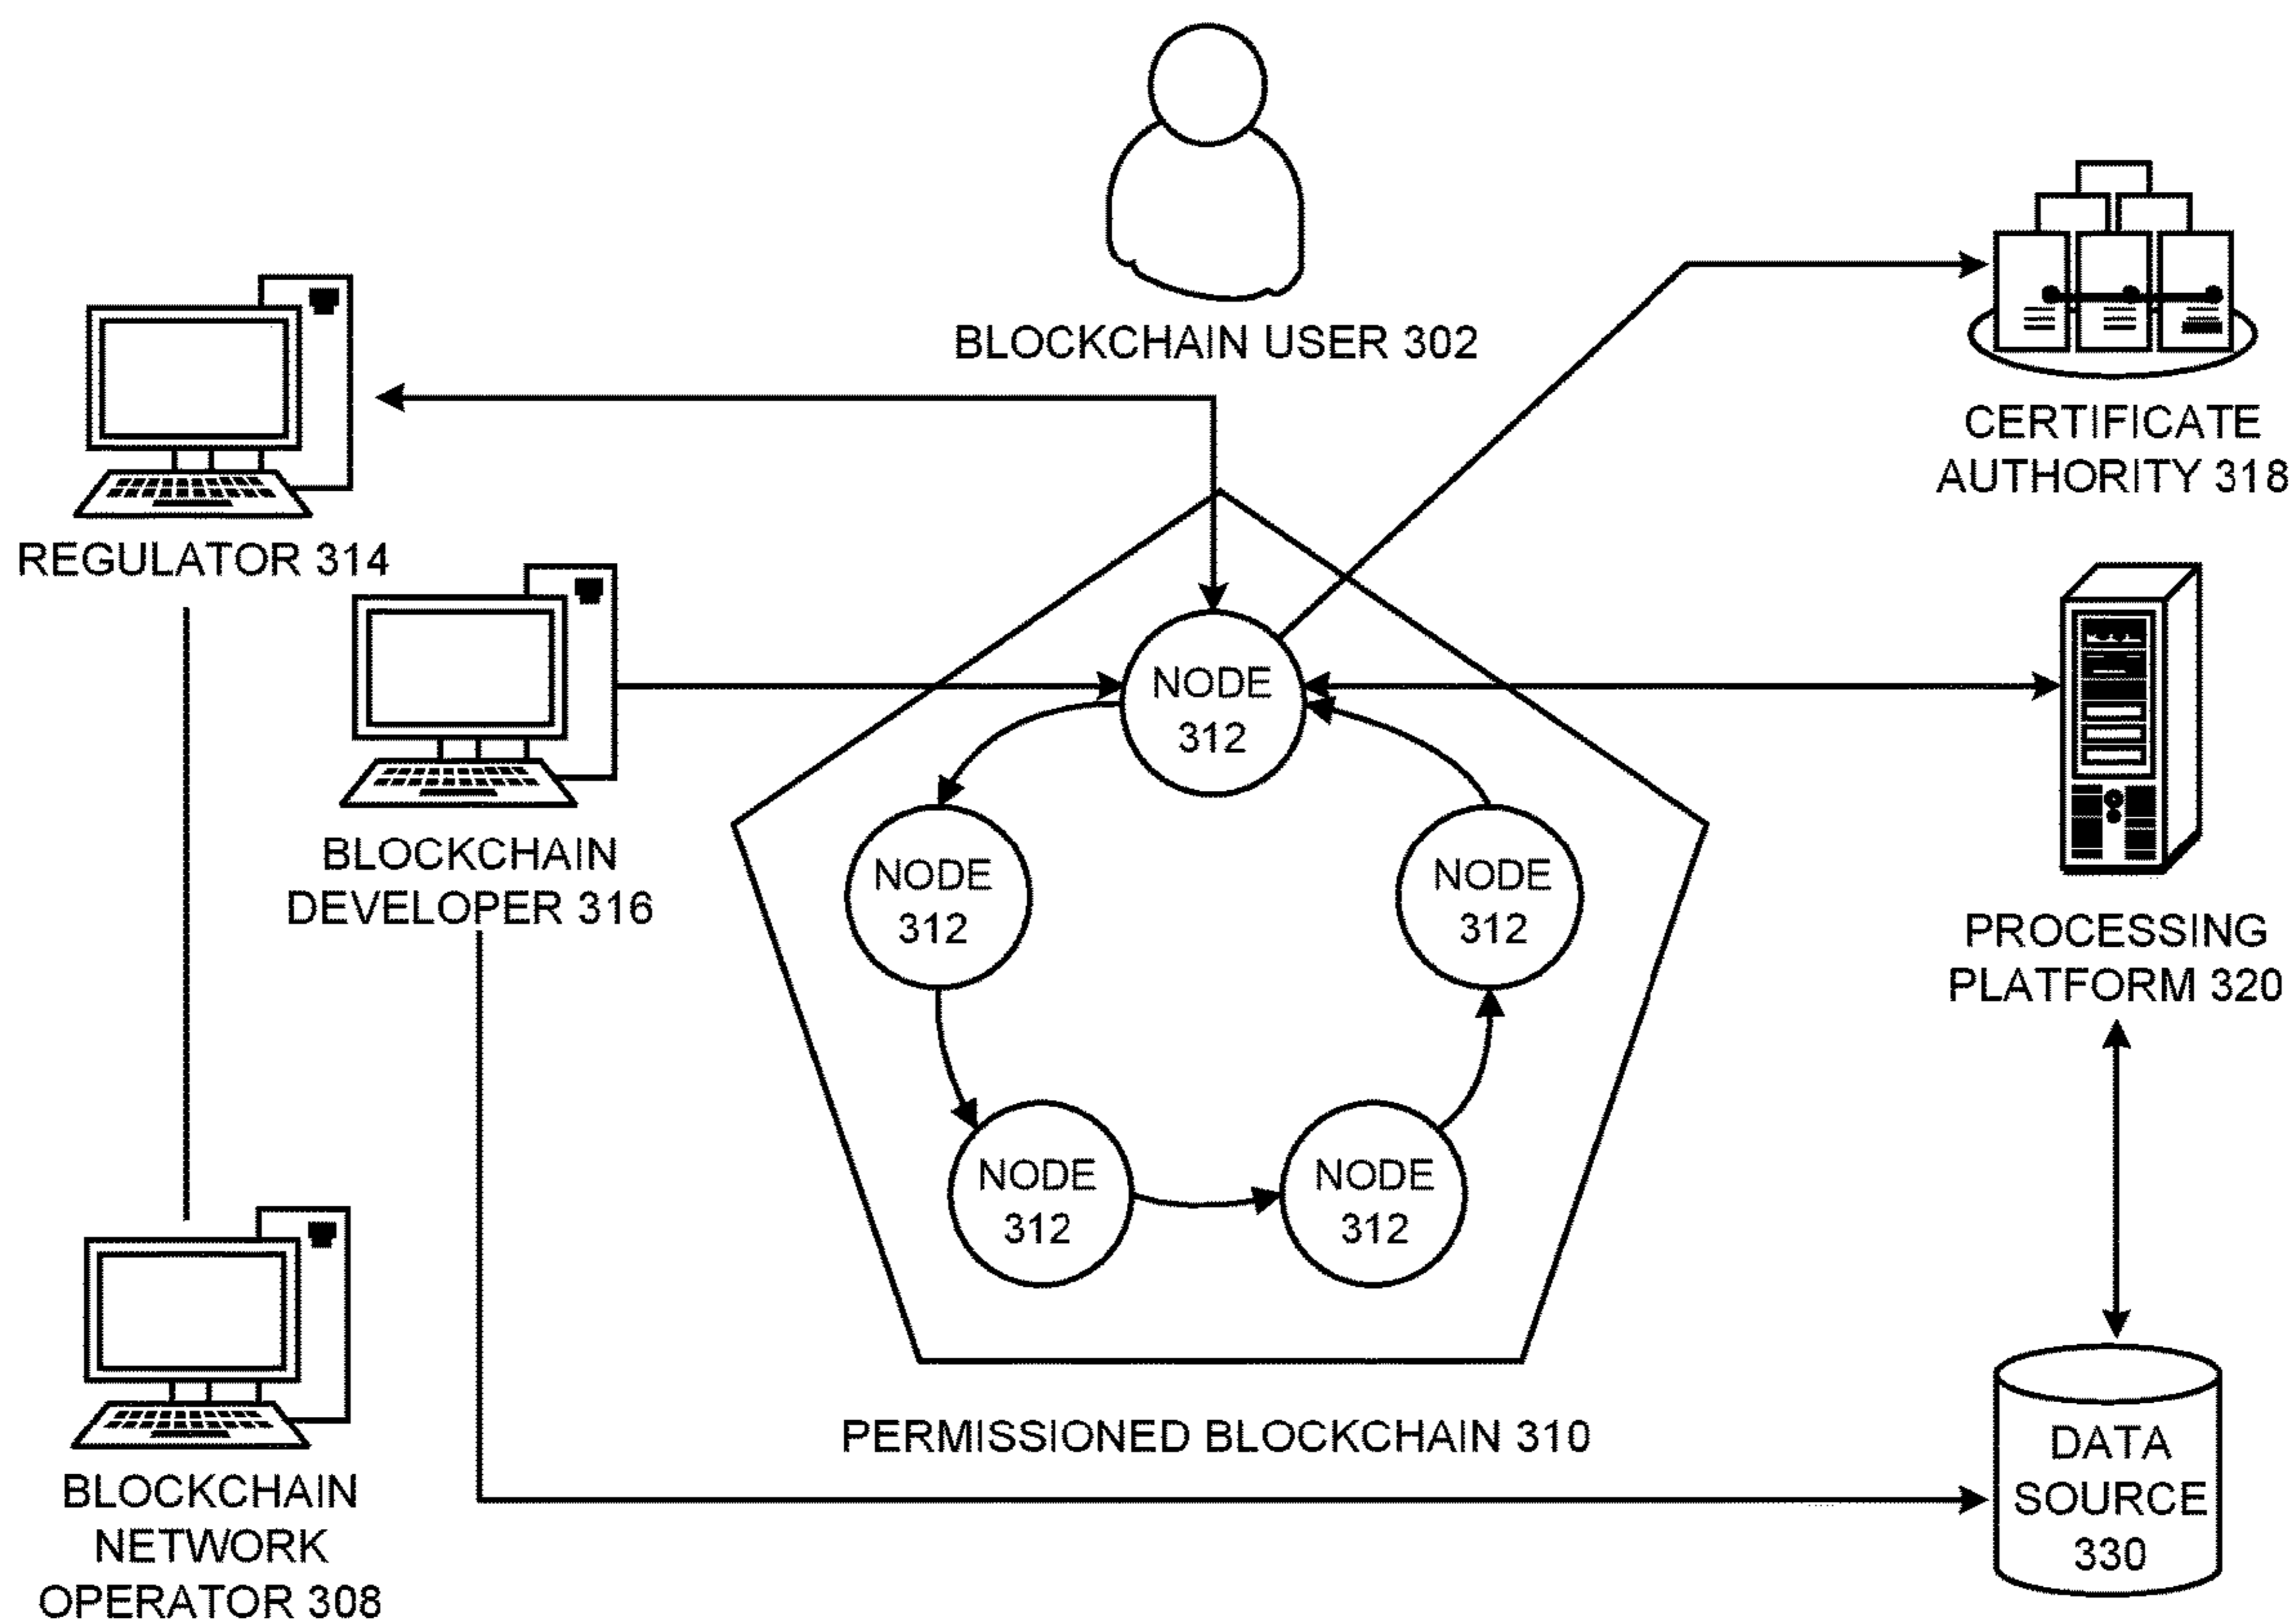 BLOCKCHAIN USER 302
CERTIFICATE
AUTHORITY 318
REGULATOR 314
NODE
312
BLOCKCHAIN
DEVELOPER 316
NODE
312
NODE
312
PROCESSING
PLATFORM 320
NODE
312
NODE
312
PERMISSIONED BLOCKCHAIN 310
DATA
SOURCE
330
BLOCKCHAIN
NETWORK
OPERATOR 308